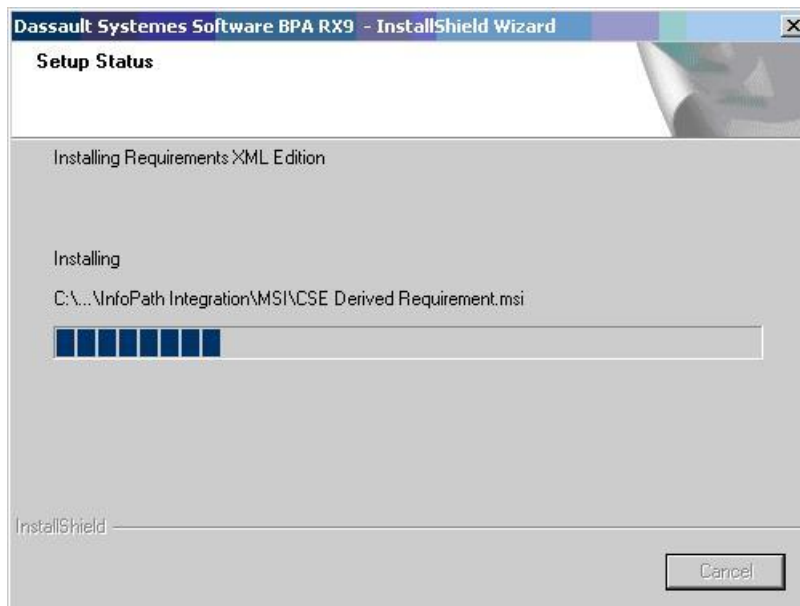 Dassault Systemes Software BPA RX9 - InstallShield Wizard
Setup Status
Installing Requirements XML Edition
Installing
C:\...\InfoPath Integration\MSI\CSE Derived Requirement.msi
InstallShield
Cancel